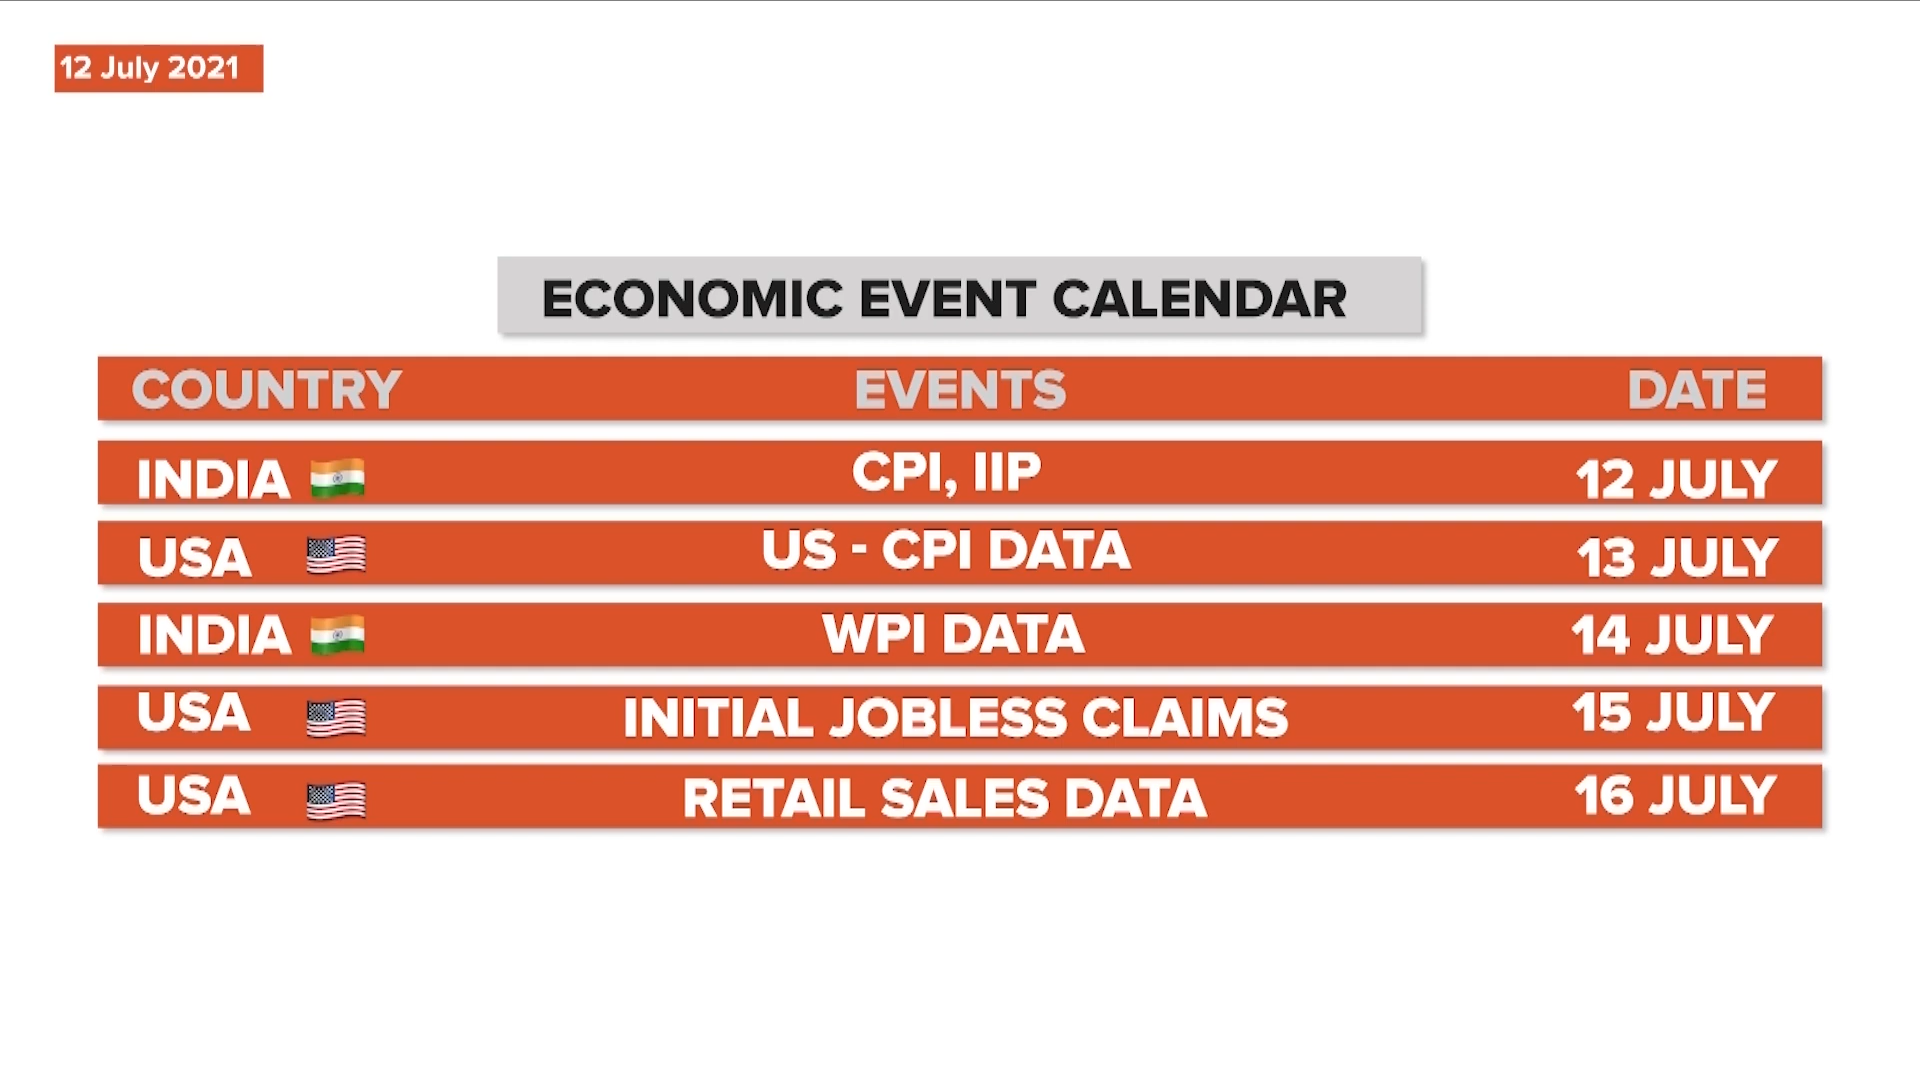 12 July 2021
ECONOMIC EVENT CALENDAR
COUNTRY EVENTS DATE
INDIA CPI, IIP 12 JULY
USA US - CPI DATA 13 JULY
INDIA WPI DATA 14 JULY
USA INITIAL JOBLESS CLAIMS 15 JULY
USA RETAIL SALES DATA 16 JULY